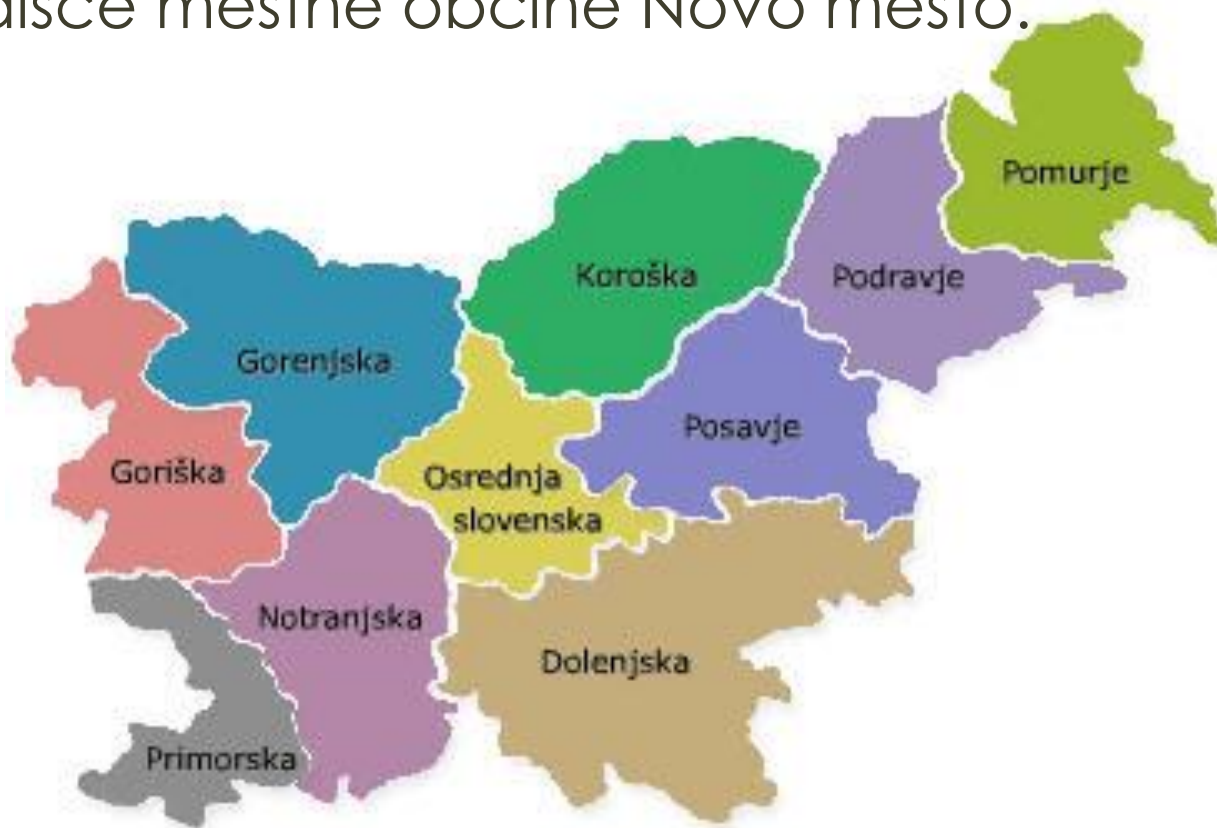 mestne občine Novo mesto.
Pomurje
Koroška
Podravje
Gorenjska
Posavje
Goriška
Osrednja
slovenska
Notranjska
Dolenjska
Primorska